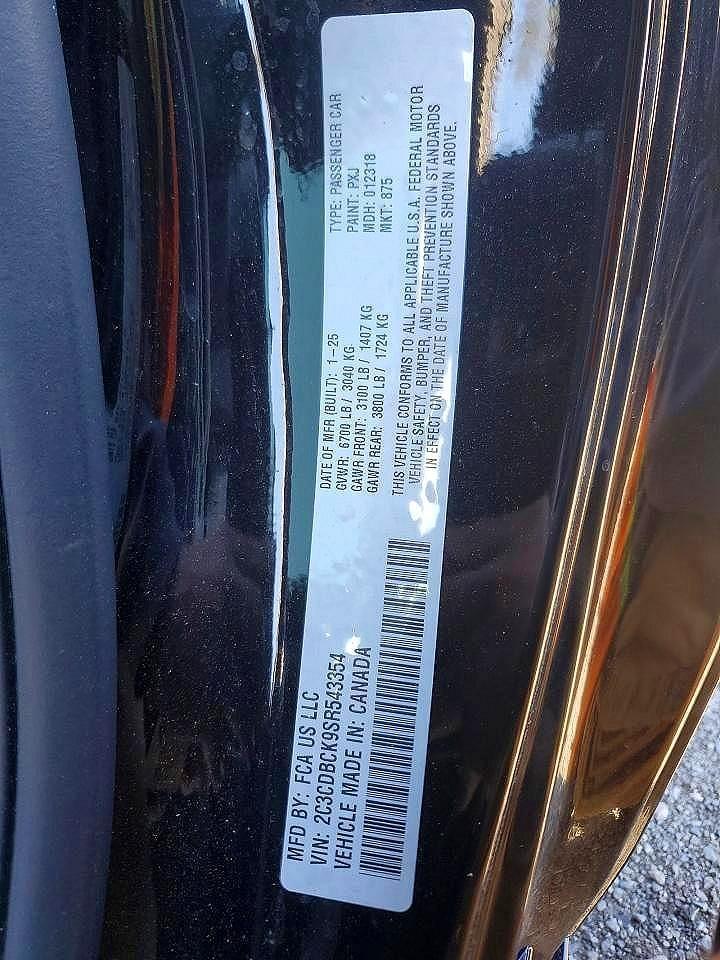 MFD BY: FCA US LLC
VIN: 2C3CDBCK9SR543354
VEHICLE MADE IN: CANADA
DATE OF MFR (BUILT): 1-25
GVWR: 6700 LB / 3040 KG
GAWR FRONT: 3100 LB / 1407 KG
GAWR REAR: 3800 LB / 1724 KG
TYPE: PASSENGER CAR
PAINT: PXJ
MDH: 012318
MKT: 875
THIS VEHICLE CONFORMS TO ALL APPLICABLE U.S.A. FEDERAL MOTOR
VEHICLE SAFETY, BUMPER, AND THEFT PREVENTION STANDARDS
IN EFFECT ON THE DATE OF MANUFACTURE SHOWN ABOVE.